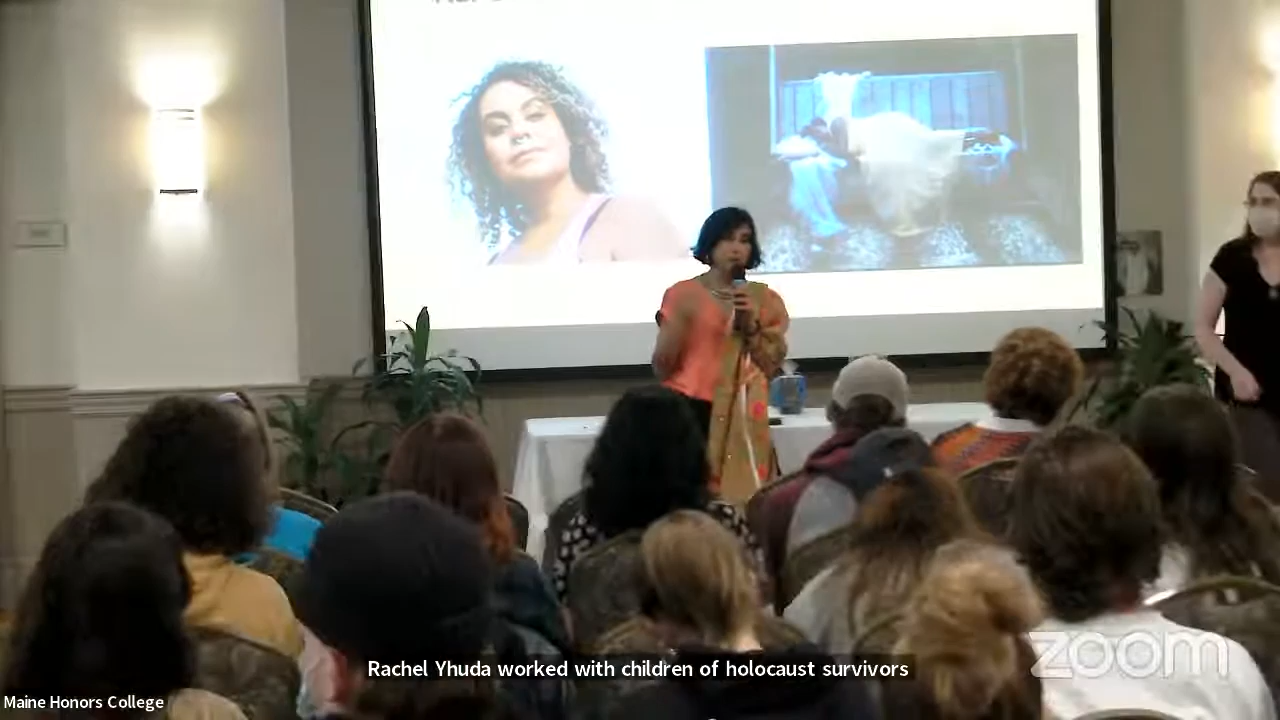 Rachel Yhuda worked with children of holocaust survivors
zoom
Maine Honors College